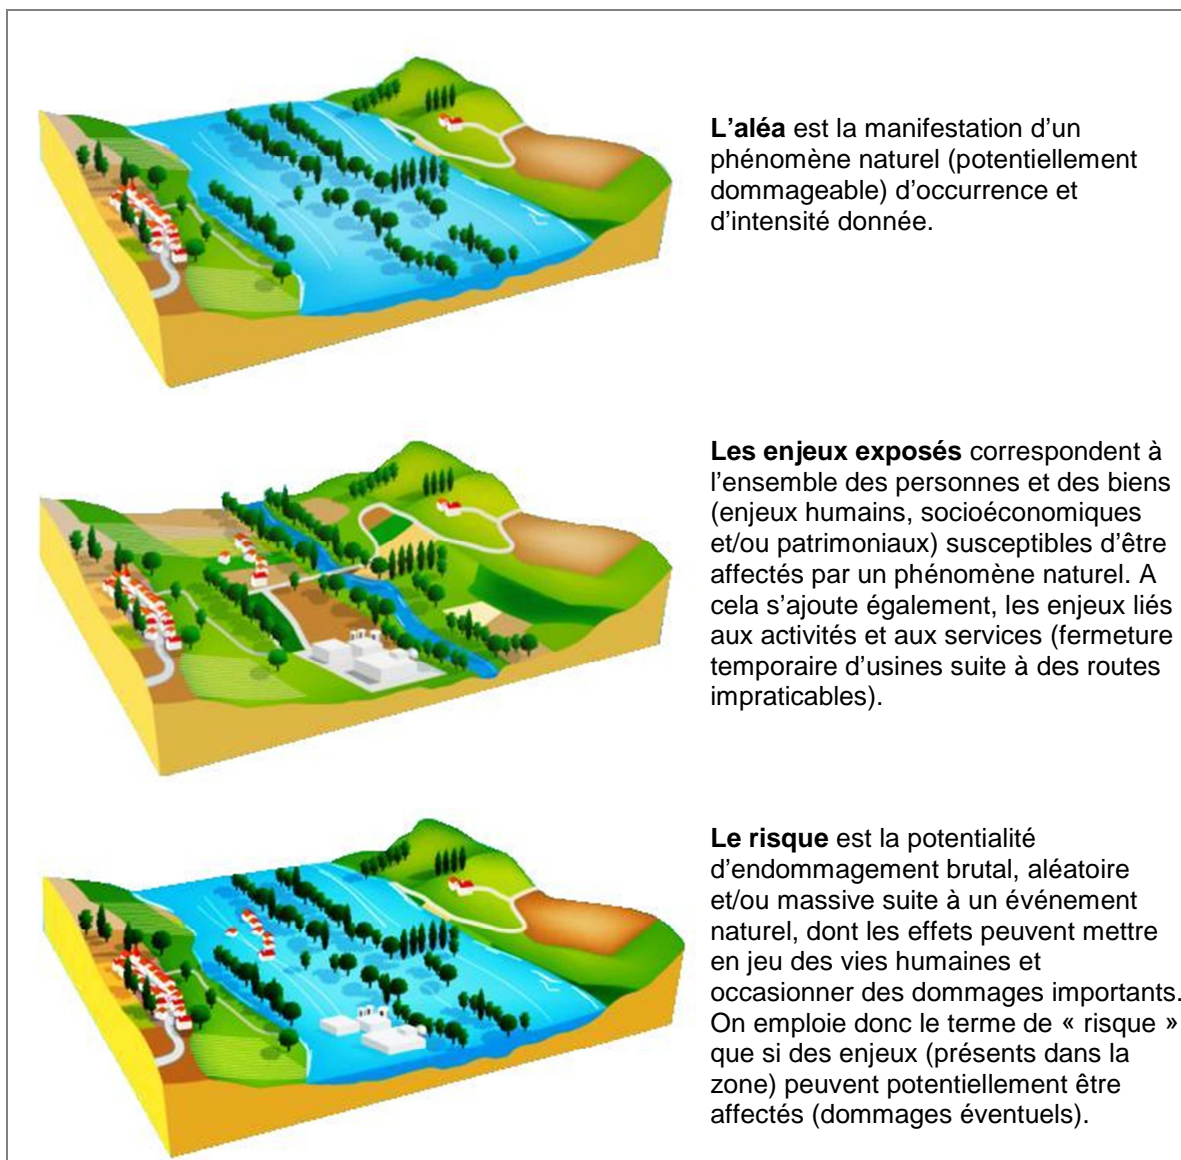 L’aléa est la manifestation d’un
phénomène naturel (potentiellement
dommageable) d’occurrence et
d’intensité donnée.
Les enjeux exposés correspondent à
l’ensemble des personnes et des biens
(enjeux humains, socioéconomiques
et/ou patrimoniaux) susceptibles d’être
affectés par un phénomène naturel. A
cela s’ajoute également, les enjeux liés
aux activités et aux services (fermeture
temporaire d’usines suite à des routes
impraticables).
Le risque est la potentialité
d’endommagement brutal, aléatoire
et/ou massive suite à un événement
naturel, dont les effets peuvent mettre
en jeu des vies humaines et
occasionner des dommages importants.
On emploie donc le terme de « risque »
que si des enjeux (présents dans la
zone) peuvent potentiellement être
affectés (dommages éventuels).